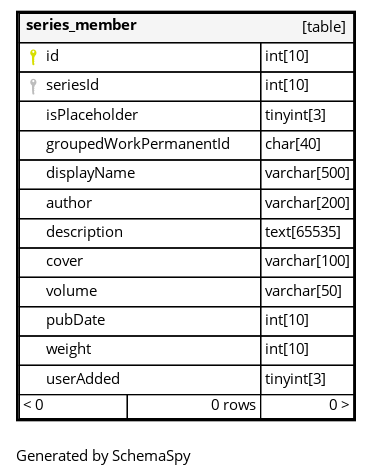 series_member [table]
id int[10]
seriesId int[10]
isPlaceholder tinyint[3]
groupedWorkPermanentId char[40]
displayName varchar[500]
author varchar[200]
description text[65535]
cover varchar[100]
volume varchar[50]
pubDate int[10]
weight int[10]
userAdded tinyint[3]
< 0 0 rows 0 >
Generated by SchemaSpy